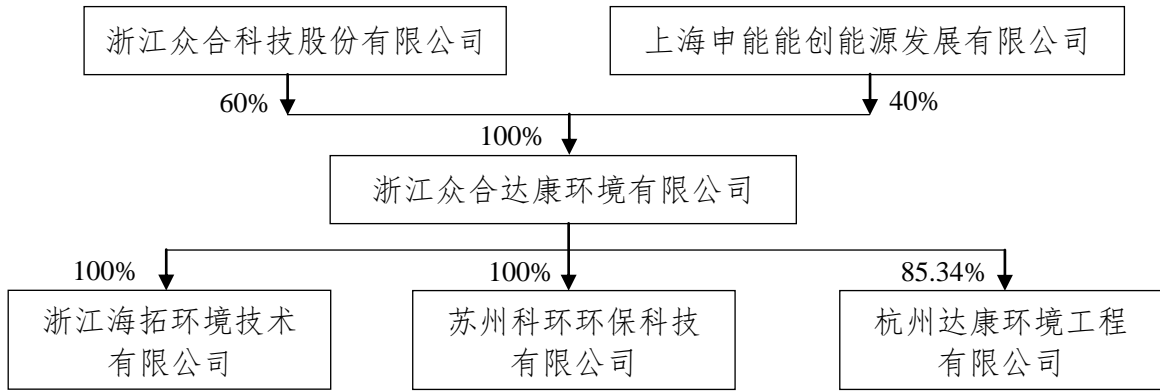 浙江众合科技股份有限公司
上海申能能创能源发展有限公司
60%
40%
100%
浙江众合达康环境有限公司
100%
100%
85.34%
浙江海拓环境技术
有限公司
苏州科环环保科技
有限公司
杭州达康环境工程
有限公司